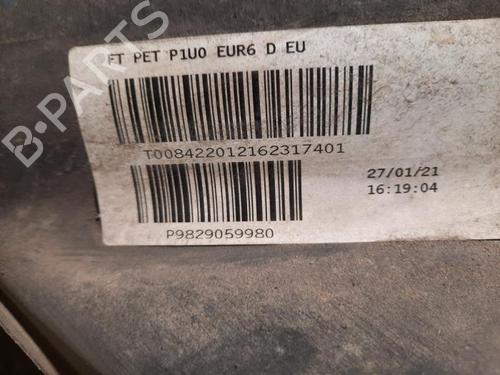 FT PET P1U0 EUR6 D EU
T008422012162317401
27/01/21
16:19:04
P9829059980
B-PARTS